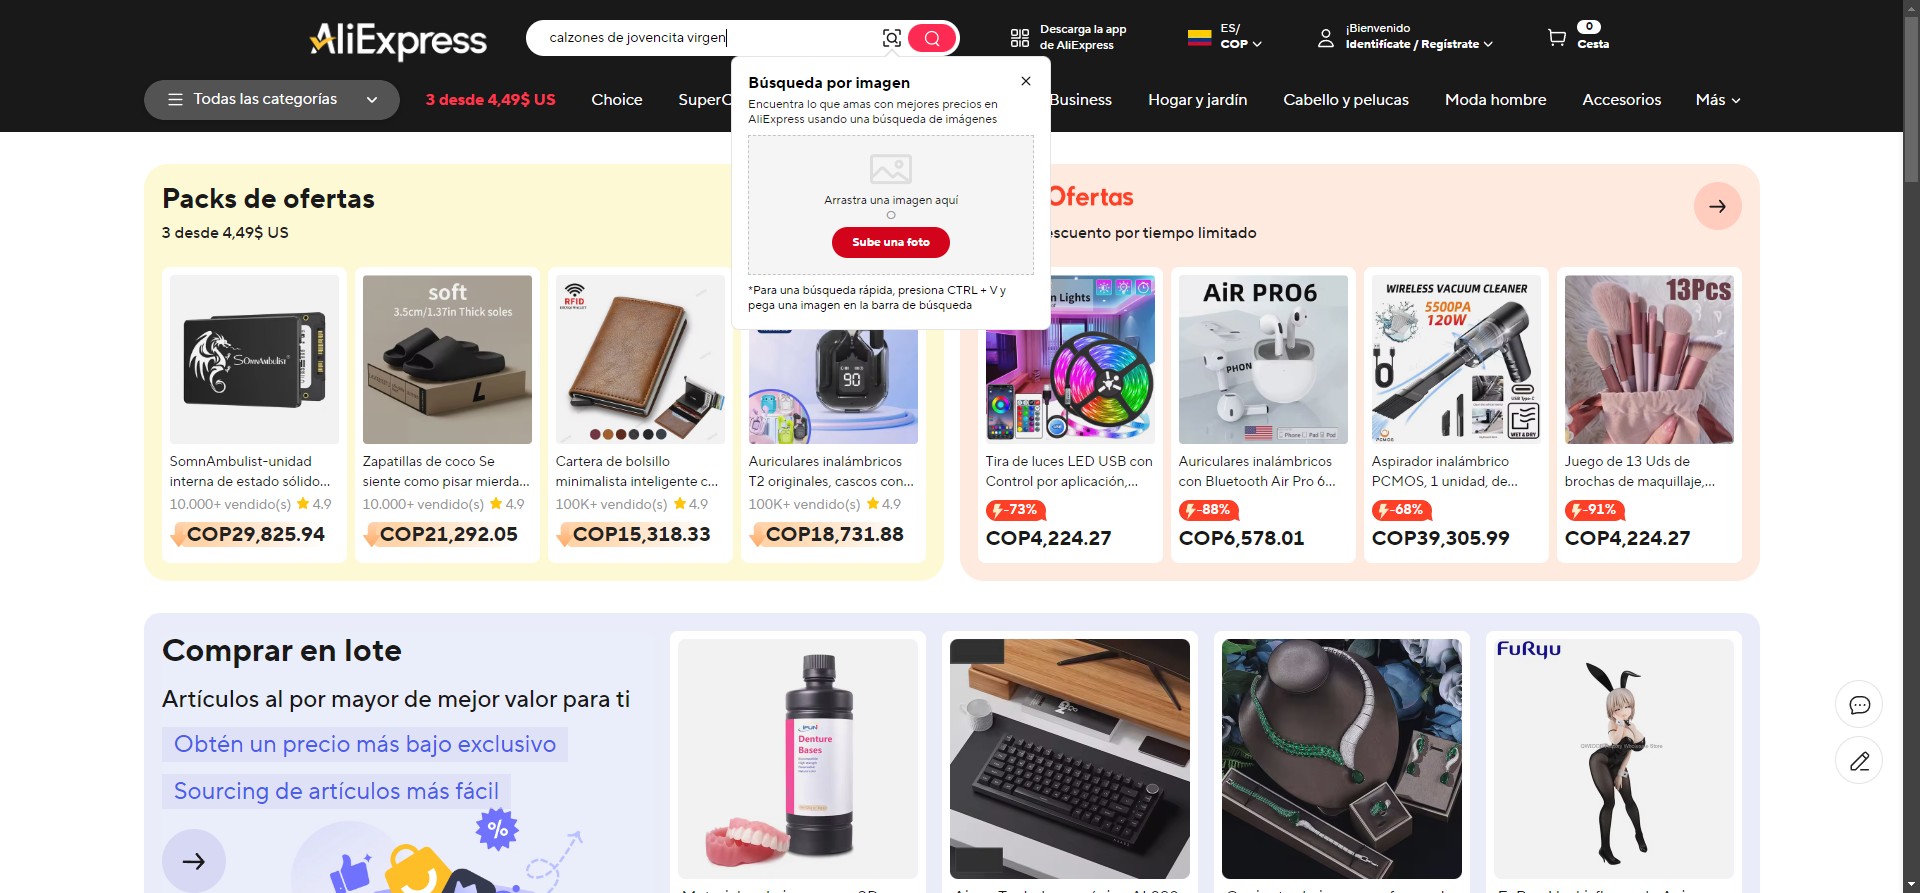 AliExpress
calzones de jovencita virgen
Descarga la app
de AliExpress
ES/
COP
¡Bienvenido
Identifícate / Regístrate
0
Cesta
Todas las categorías
3 desde 4,49$ US
Choice
SuperC
Business
Hogar y jardín
Cabello y pelucas
Moda hombre
Accesorios
Más
Búsqueda por imagen
Encuentra lo que amas con mejores precios en
AliExpress usando una búsqueda de imágenes
Arrastra una imagen aquí
O
Sube una foto
*Para una búsqueda rápida, presiona CTRL + V y
pega una imagen en la barra de búsqueda
Packs de ofertas
3 desde 4,49$ US
Ofertas
escuento por tiempo limitado
SomnAmbulist
soft
3.5cm/1.37in Thick soles
L
RFID
90
n Lights
AiR PRO6
PHON
WIRELESS VACUUM CLEANER
5500PA
120W
USB Type-C
WET & DRY
PCMOS
13Pcs
SomnAmbulist-unidad
interna de estado sólido...
10.000+ vendido(s) 4.9
COP29,825.94
Zapatillas de coco Se
siente como pisar mierda...
10.000+ vendido(s) 4.9
COP21,292.05
Cartera de bolsillo
minimalista inteligente c...
100K+ vendido(s) 4.9
COP15,318.33
Auriculares inalámbricos
T2 originales, cascos con...
100K+ vendido(s) 4.9
COP18,731.88
Tira de luces LED USB con
Control por aplicación,...
-73%
COP4,224.27
Auriculares inalámbricos
con Bluetooth Air Pro 6...
-88%
COP6,578.01
Aspirador inalámbrico
PCMOS, 1 unidad, de...
-68%
COP39,305.99
Juego de 13 Uds de
brochas de maquillaje,...
-91%
COP4,224.27
Comprar en lote
Artículos al por mayor de mejor valor para ti
Obtén un precio más bajo exclusivo
Sourcing de artículos más fácil
%
Denture
Bases
FuRyu